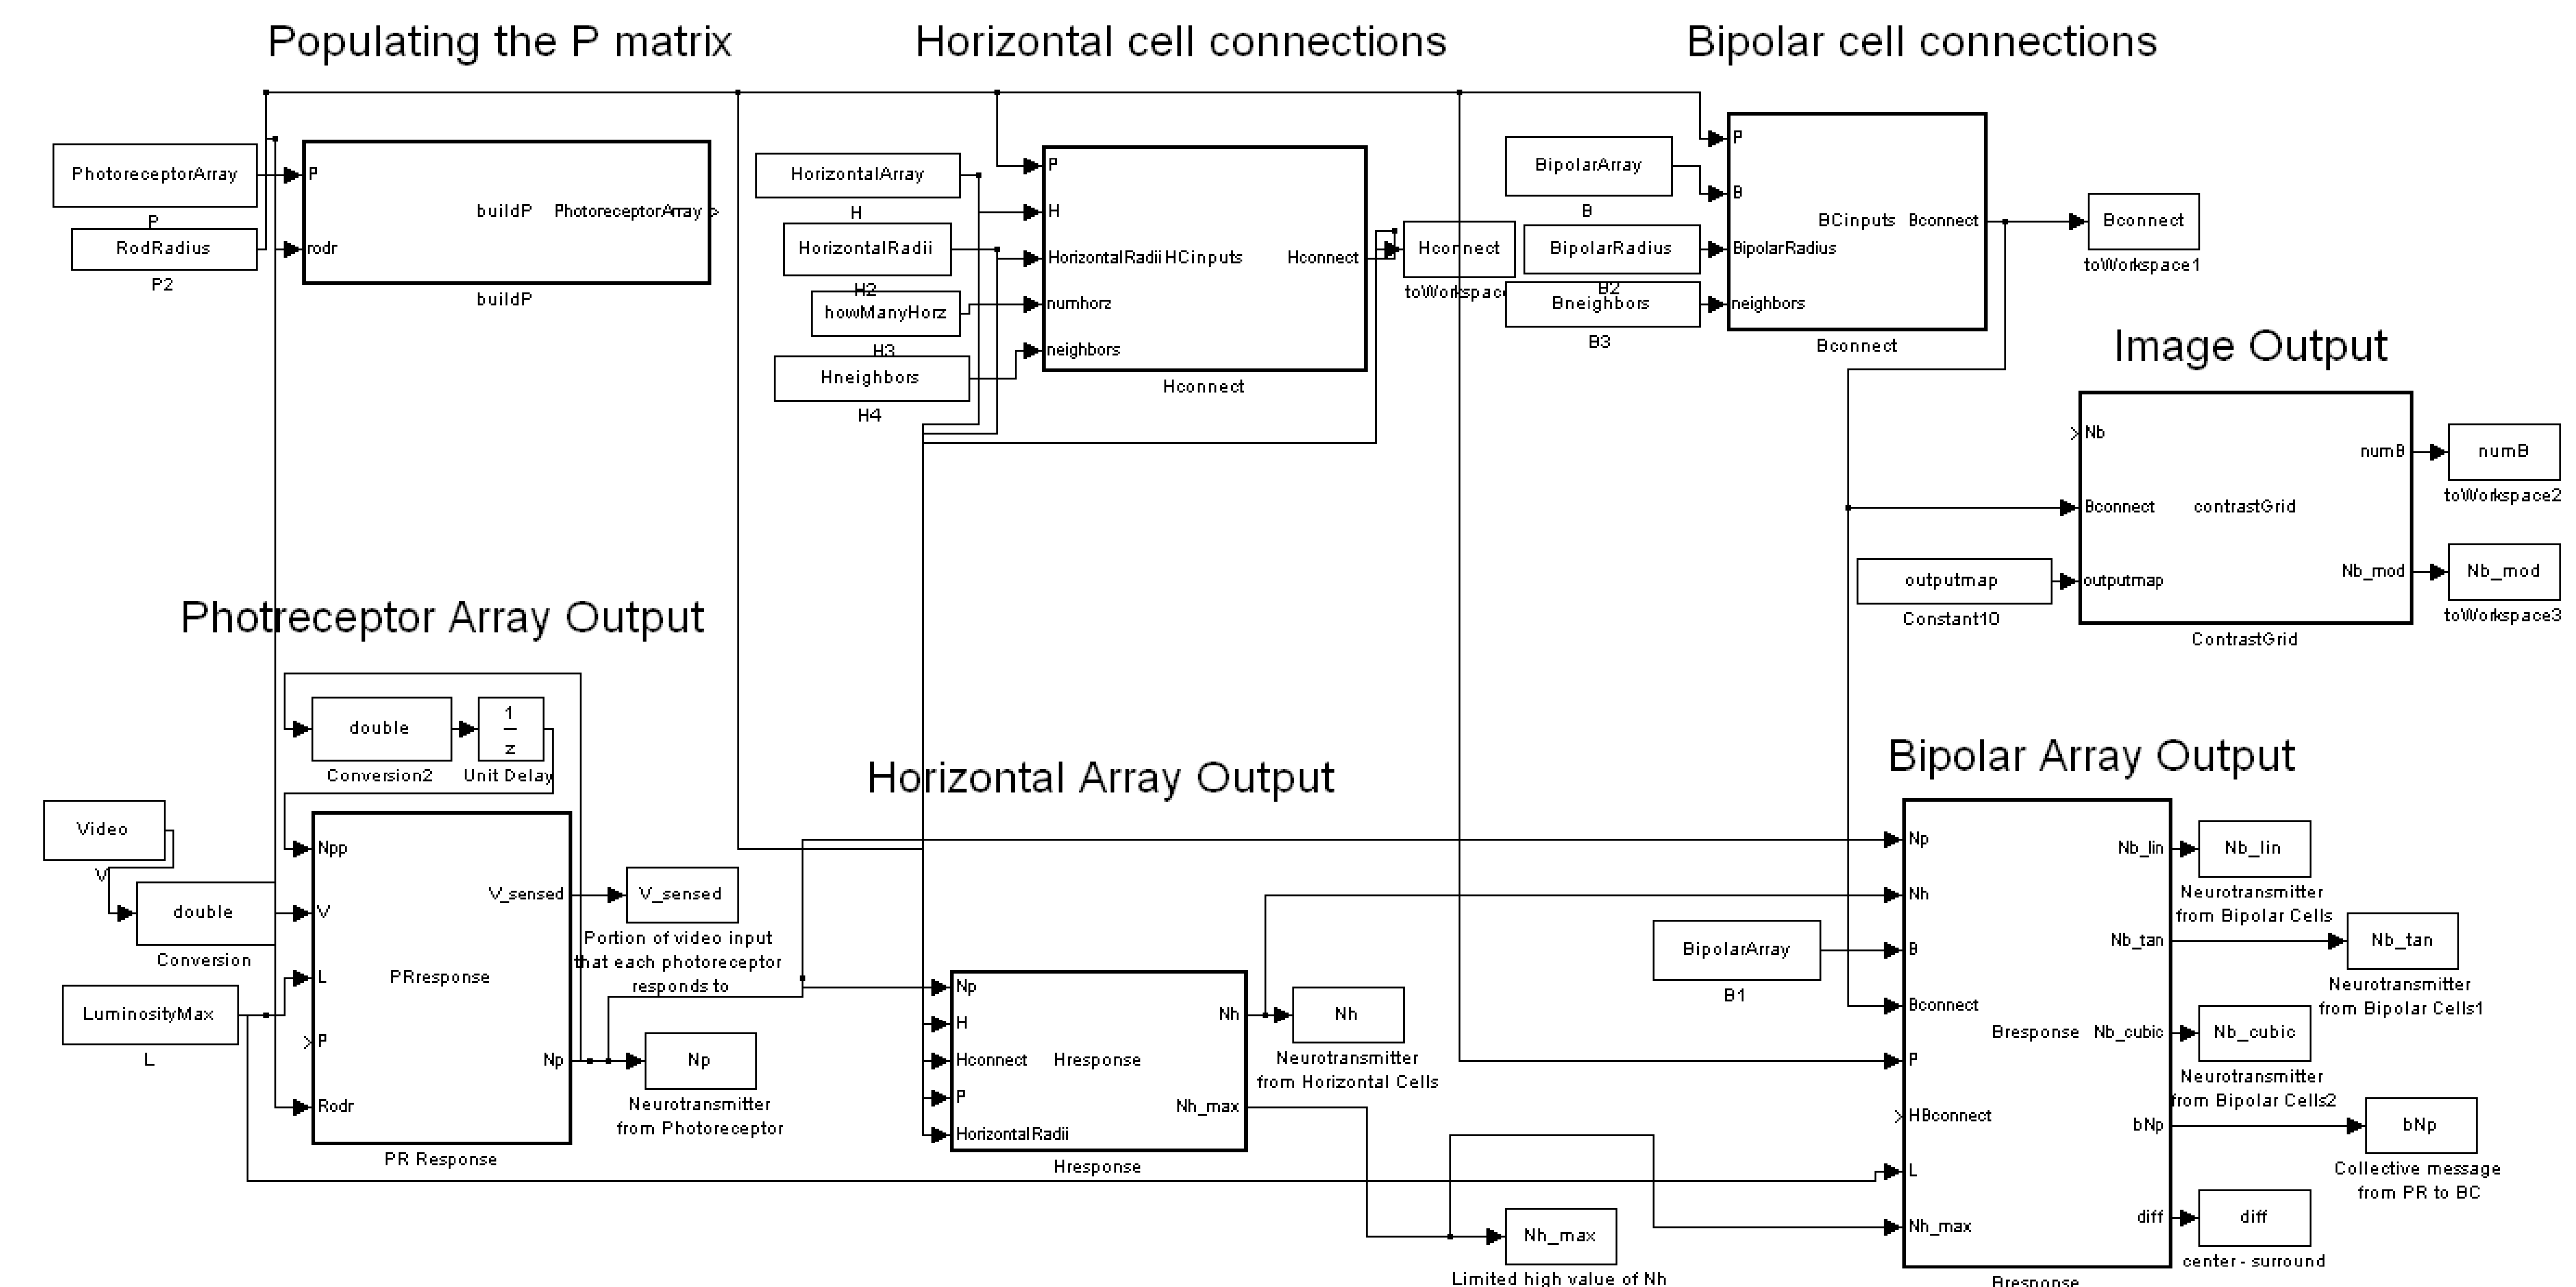 Populating the P matrix
Horizontal cell connections
Bipolar cell connections
PhotoreceptorArray
P
RodRadius
P2
P
rodr
buildP
PhotoreceptorArray
buildP
HorizontalArray
H
HorizontalRadii
H2
howManyHorz
H3
Hneighbors
H4
P
H
HorizontalRadii
HCinputs
numhorz
neighbors
Hconnect
Hconnect
Hconnect
BipolarArray
B
BipolarRadius
B2
Bneighbors
B3
P
B
BipolarRadius
neighbors
BCinputs
Bconnect
Bconnect
Bconnect
toWorkspace1
Image Output
Nb
Bconnect
outputmap
contrastGrid
numB
Nb_mod
ContrastGrid
outputmap
Constant10
numB
toWorkspace2
Nb_mod
toWorkspace3
Photreceptor Array Output
double
Conversion2
1
z
Unit Delay
Video
V
double
Conversion
LuminosityMax
L
Npp
V
L
P
Rodr
PRresponse
V_sensed
Np
PR Response
V_sensed
Portion of video input
that each photoreceptor
responds to
Np
Neurotransmitter
from Photoreceptor
Horizontal Array Output
Np
H
Hconnect
P
HorizontalRadii
Hresponse
Nh
Nh_max
Hresponse
Nh
Neurotransmitter
from Horizontal Cells
Nh_max
Limited high value of Nh
Bipolar Array Output
BipolarArray
B1
Np
Nh
B
Bconnect
P
HBconnect
L
Nh_max
Bresponse
Nb_lin
Nb_tan
Nb_cubic
bNp
diff
Bresponse
Nb_lin
Neurotransmitter
from Bipolar Cells
Nb_tan
Neurotransmitter
from Bipolar Cells1
Nb_cubic
Neurotransmitter
from Bipolar Cells2
bNp
Collective message
from PR to BC
diff
center - surround